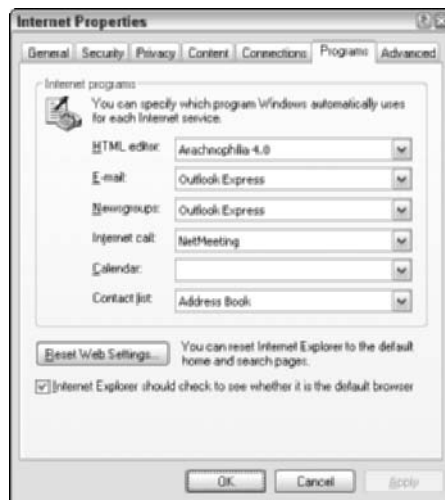 Internet Properties
General Security Privacy Content Connections Programs Advanced
Internet programs
You can specify which program Windows automatically uses
for each Internet service.
HTML editor: Arachnophilia 4.0
E-mail: Outlook Express
Newsgroups: Outlook Express
Internet call: NetMeeting
Calendar:
Contact list: Address Book
Reset Web Settings... You can reset Internet Explorer to the default
home and search pages.
Internet Explorer should check to see whether it is the default browser
OK Cancel Apply